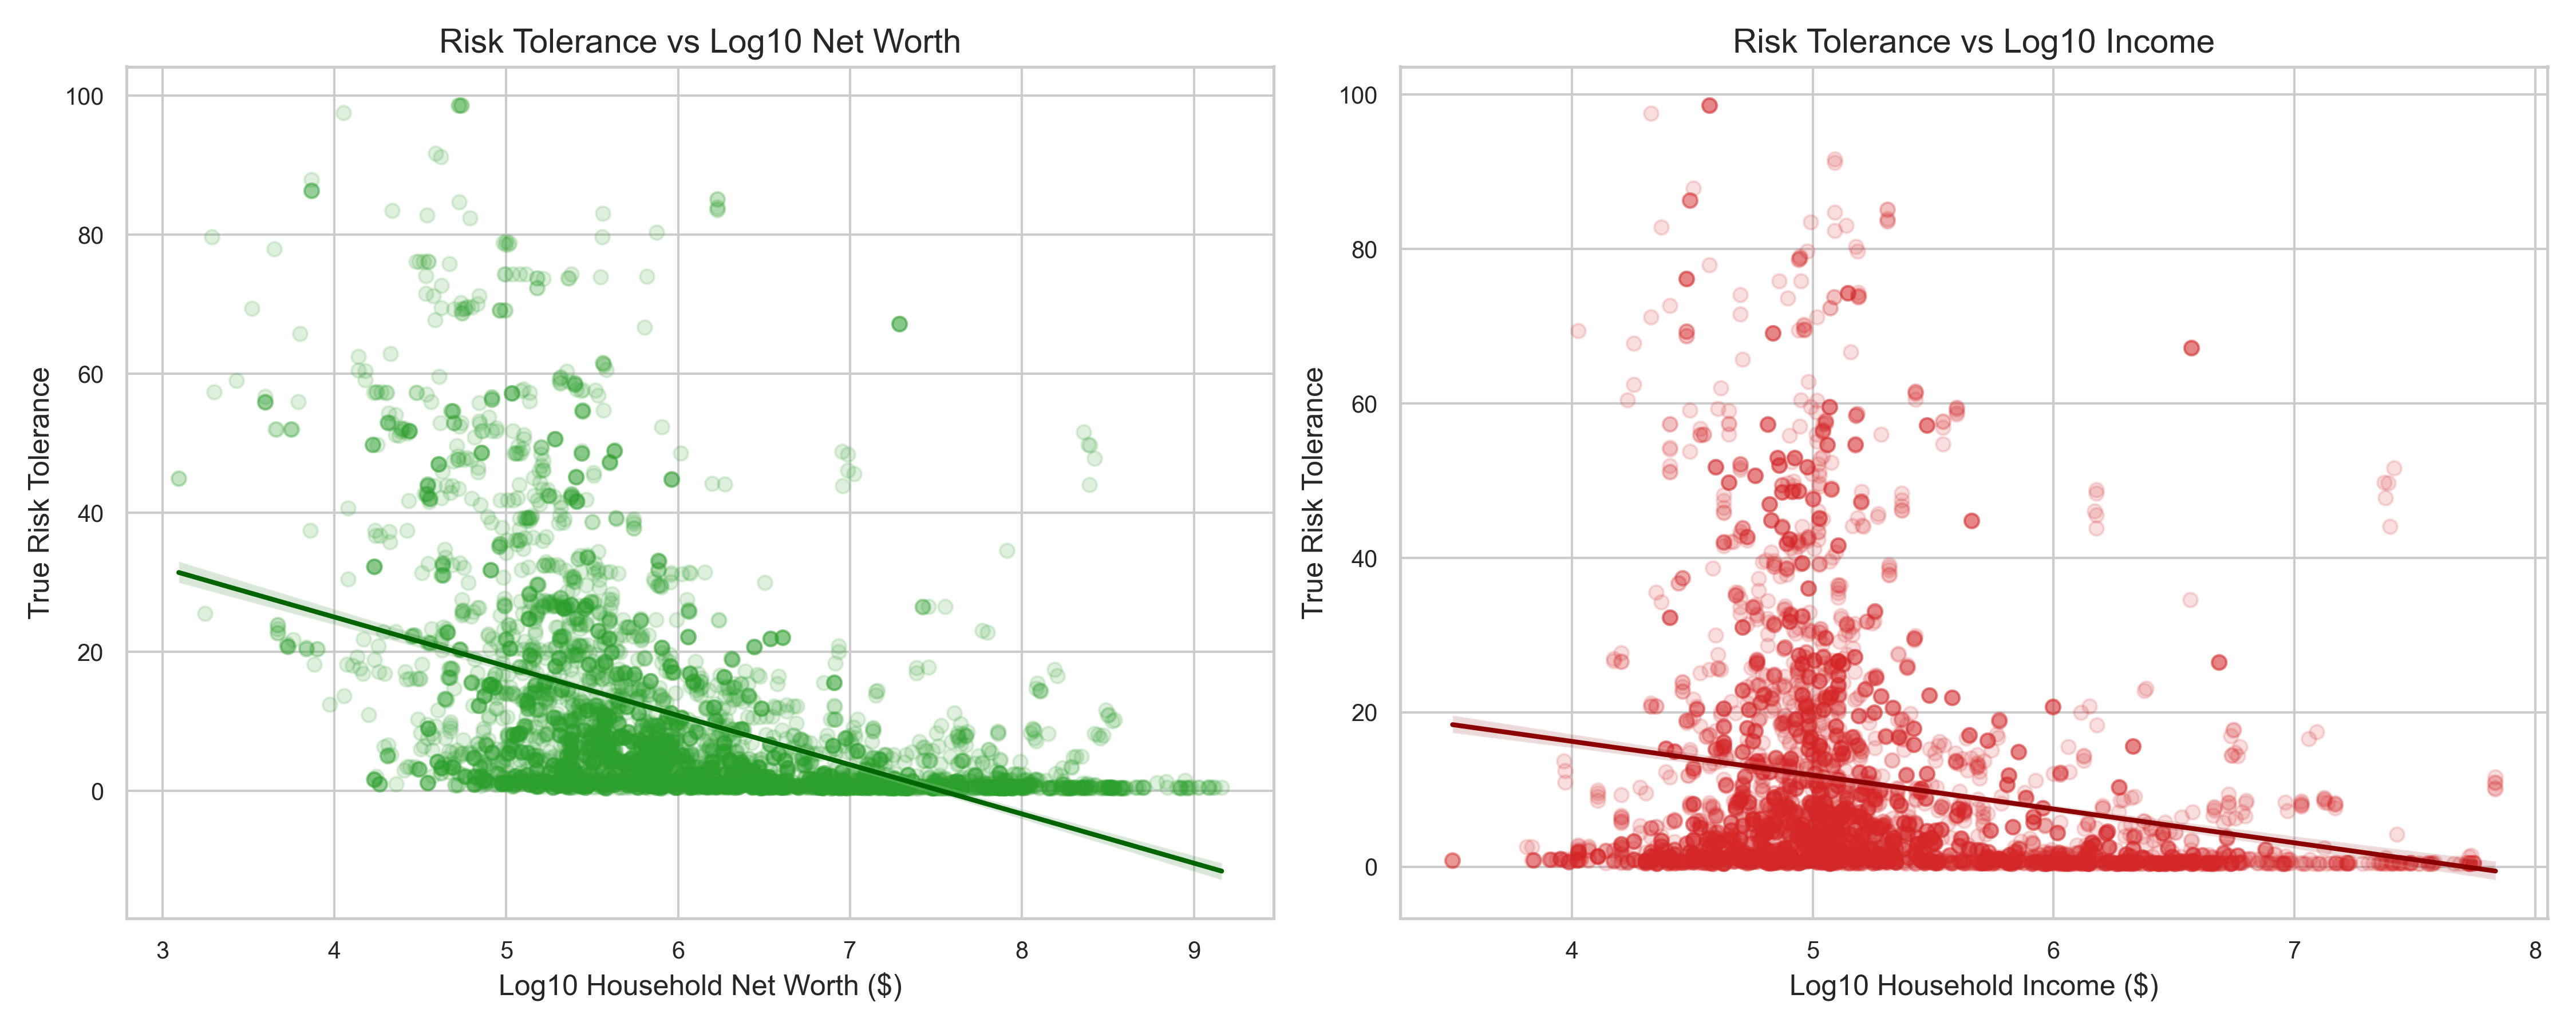 Risk Tolerance vs Log10 Net Worth
100
80
60
40
20
0
True Risk Tolerance
3 4 5 6 7 8 9
Log10 Household Net Worth ($)
Risk Tolerance vs Log10 Income
100
80
60
40
20
0
True Risk Tolerance
4 5 6 7 8
Log10 Household Income ($)